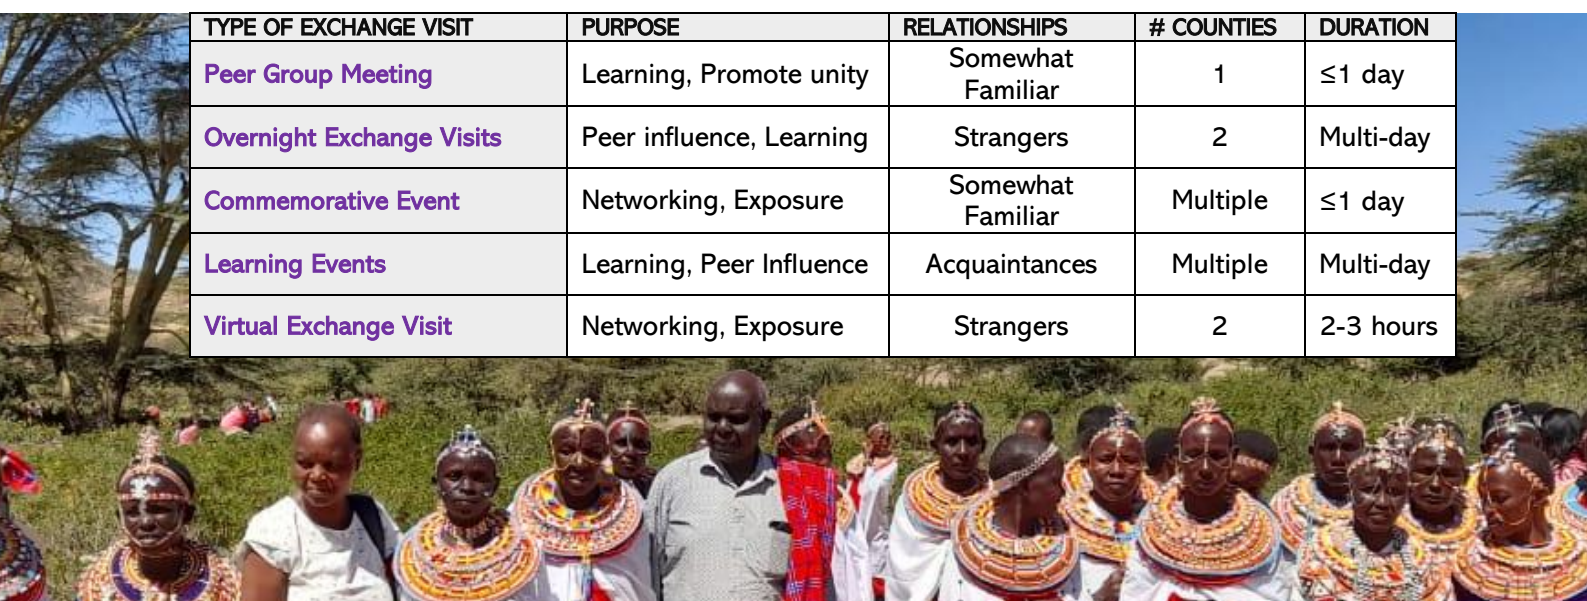 TYPE OF EXCHANGE VISIT PURPOSE RELATIONSHIPS # COUNTIES DURATION
Peer Group Meeting Learning, Promote unity Somewhat Familiar 1 ≤1 day
Overnight Exchange Visits Peer influence, Learning Strangers 2 Multi-day
Commemorative Event Networking, Exposure Somewhat Familiar Multiple ≤1 day
Learning Events Learning, Peer Influence Acquaintances Multiple Multi-day
Virtual Exchange Visit Networking, Exposure Strangers 2 2-3 hours